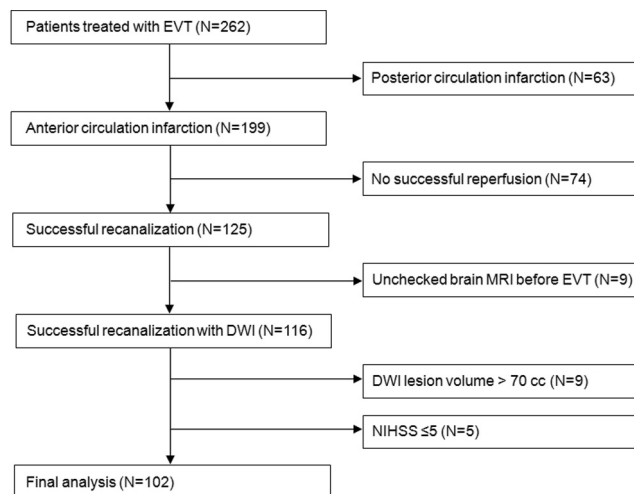 Patients treated with EVT (N=262)
Posterior circulation infarction (N=63)
Anterior circulation infarction (N=199)
No successful reperfusion (N=74)
Successful recanalization (N=125)
Unchecked brain MRI before EVT (N=9)
Successful recanalization with DWI (N=116)
DWI lesion volume > 70 cc (N=9)
NIHSS ≤5 (N=5)
Final analysis (N=102)